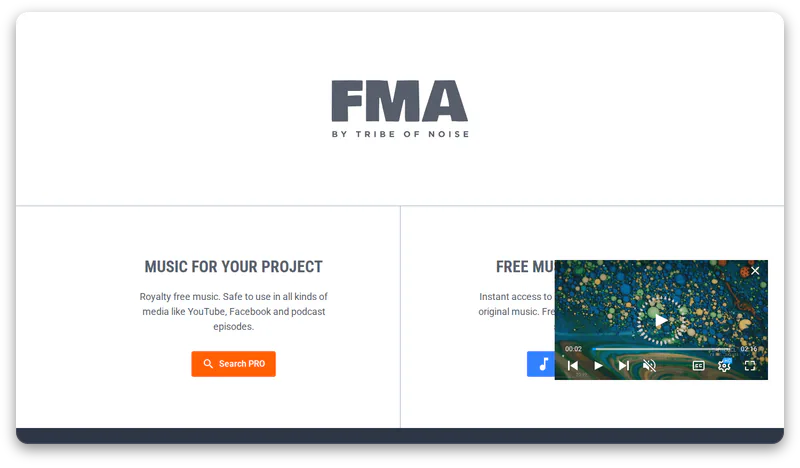 FMA
BY TRIBE OF NOISE
MUSIC FOR YOUR PROJECT
Royalty free music. Safe to use in all kinds of
media like YouTube, Facebook and podcast
episodes.
Search PRO
FREE MU
Instant access to
original music. Fre
00:02
02:16